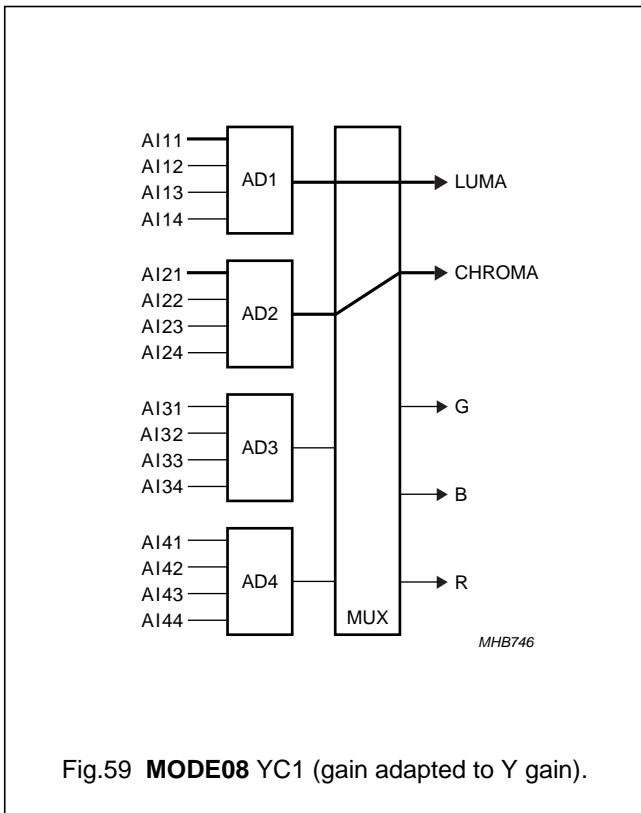 AI11
AI12
AI13
AI14
AD1
LUMA
AI21
AI22
AI23
AI24
AD2
CHROMA
AI31
AI32
AI33
AI34
AD3
G
B
AI41
AI42
AI43
AI44
AD4
R
MUX
MHB746
Fig.59 MODE08 YC1 (gain adapted to Y gain).